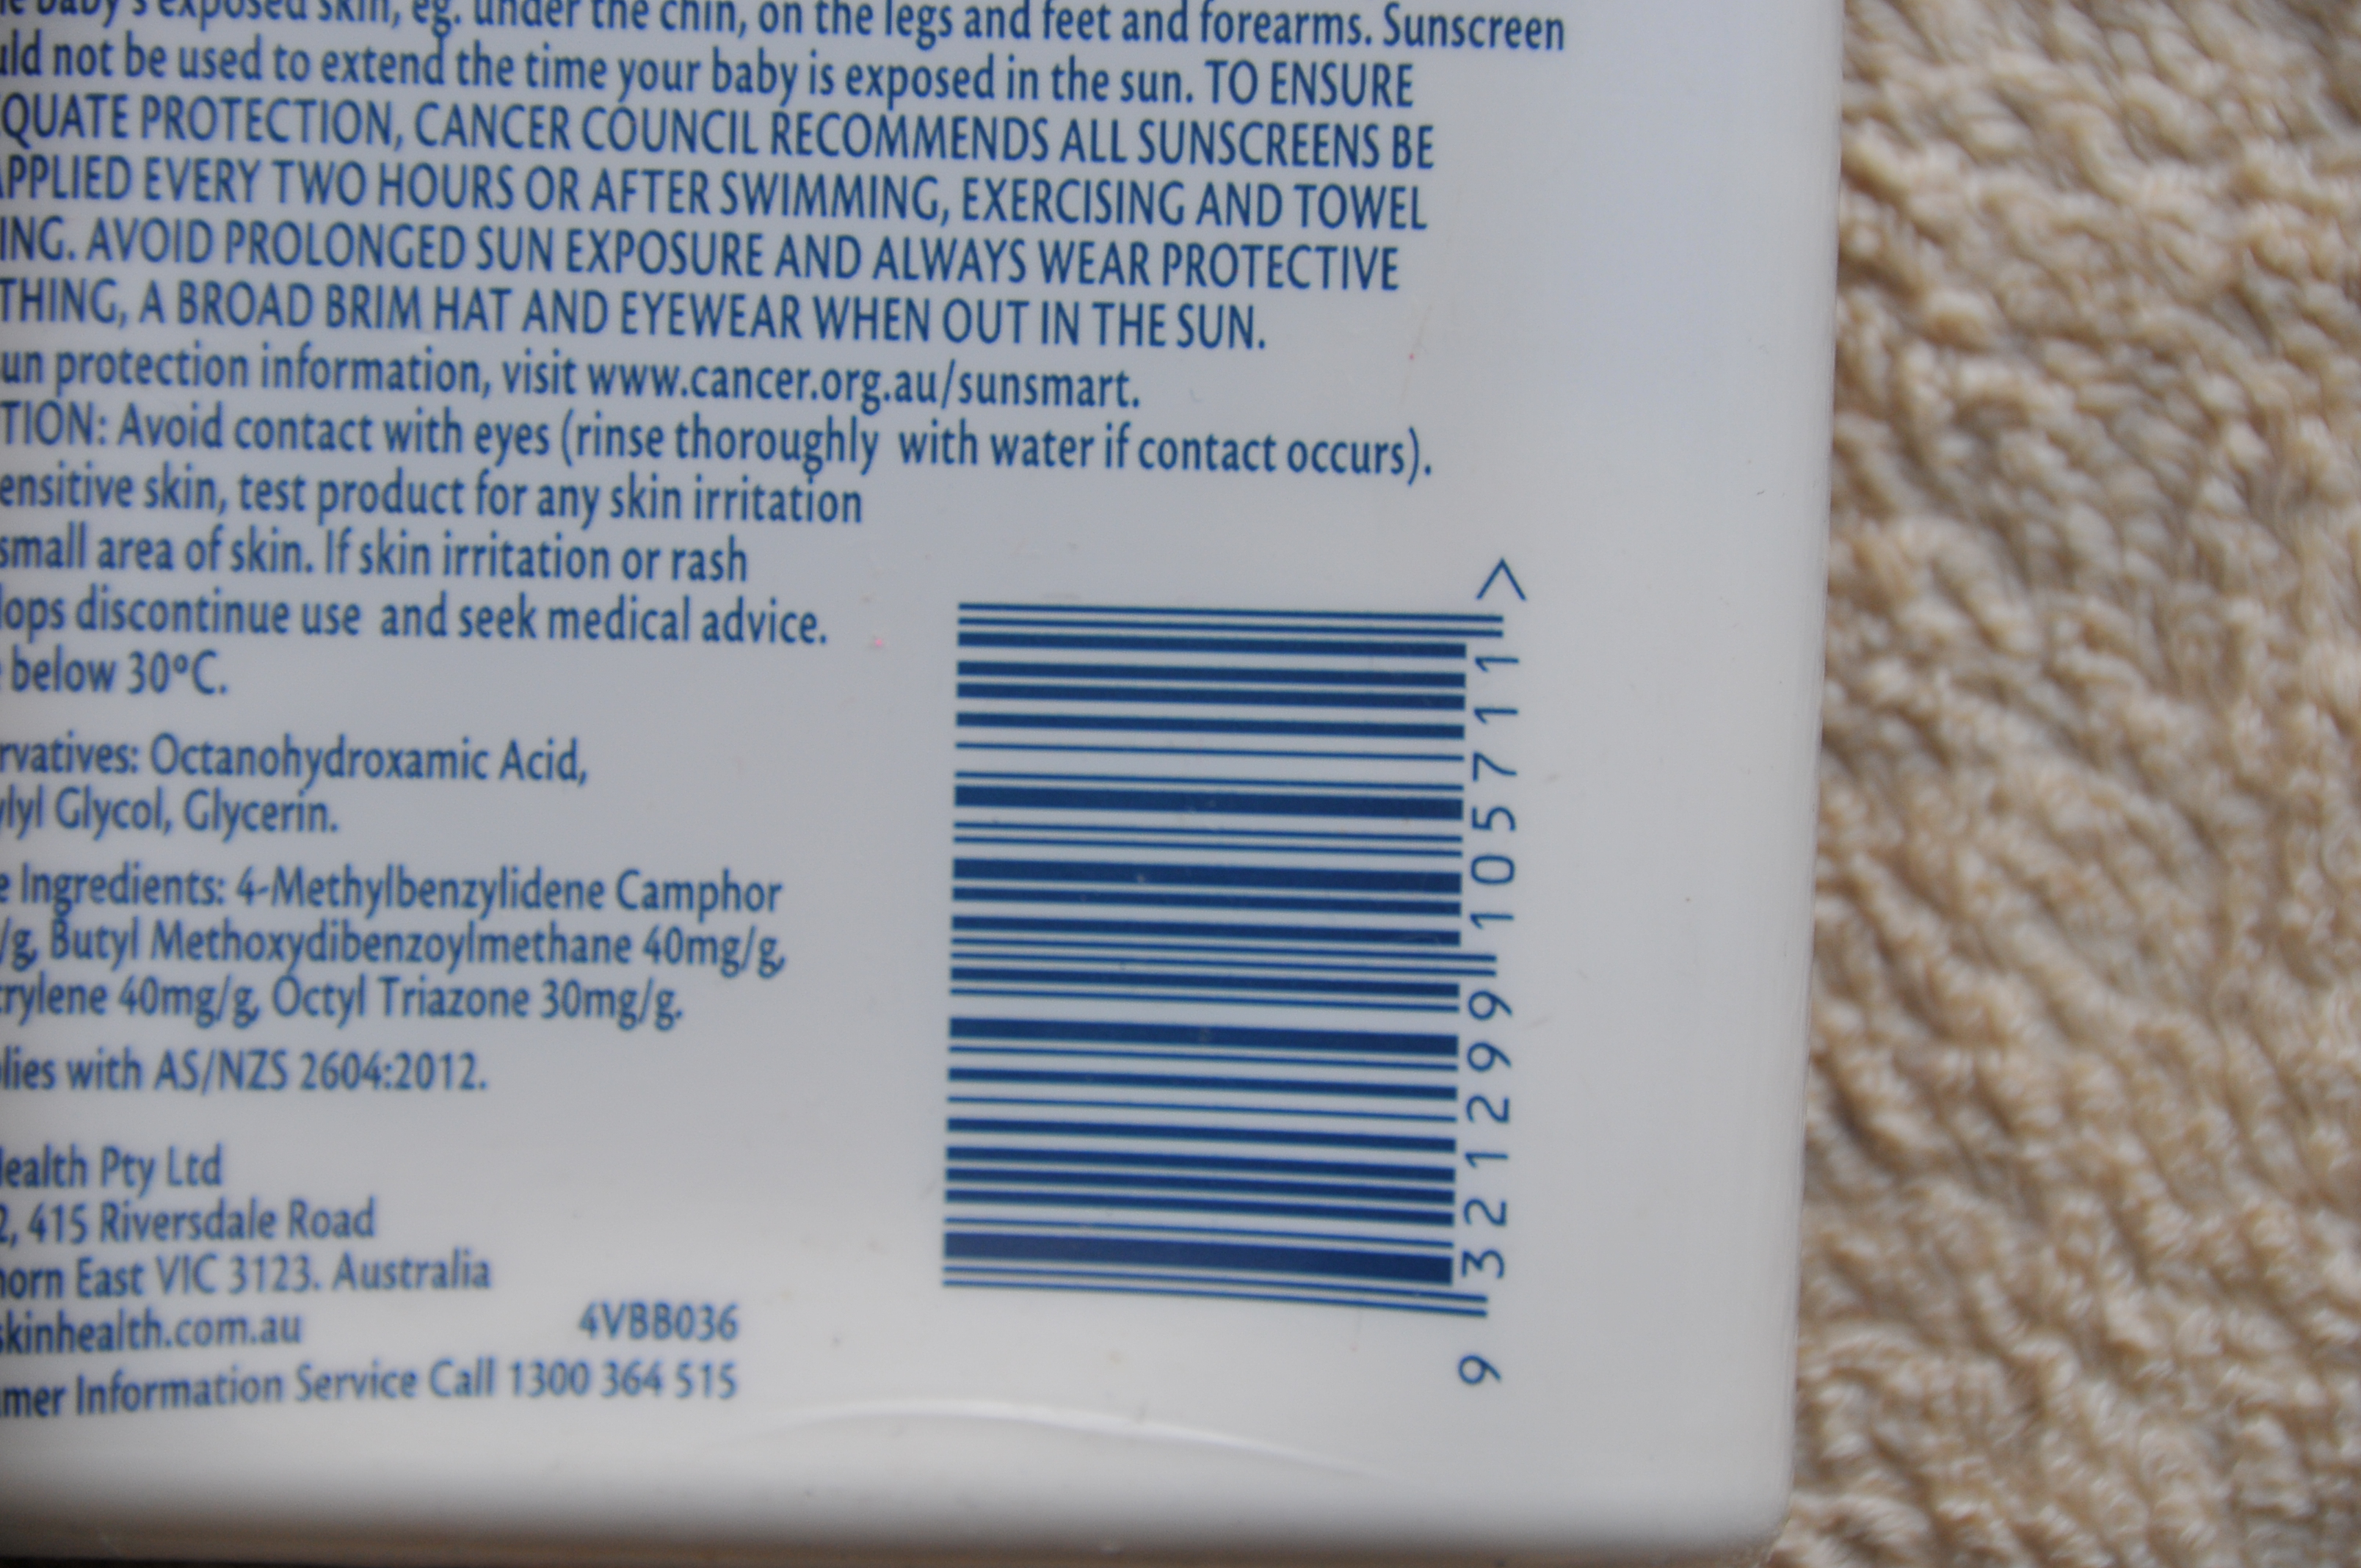 baby's exposed skin, eg. under the chin, on the legs and feet and forearms. Sunscreen
uld not be used to extend the time your baby is exposed in the sun. TO ENSURE
QUATE PROTECTION, CANCER COUNCIL RECOMMENDS ALL SUNSCREENS BE
APPLIED EVERY TWO HOURS OR AFTER SWIMMING, EXERCISING AND TOWEL
ING. AVOID PROLONGED SUN EXPOSURE AND ALWAYS WEAR PROTECTIVE
THING, A BROAD BRIM HAT AND EYEWEAR WHEN OUT IN THE SUN.
un protection information, visit www.cancer.org.au/sunsmart.
TION: Avoid contact with eyes (rinse thoroughly with water if contact occurs).
ensitive skin, test product for any skin irritation
small area of skin. If skin irritation or rash
lops discontinue use and seek medical advice.
below 30°C.
rvatives: Octanohydroxamic Acid,
ylyl Glycol, Glycerin.
e Ingredients: 4-Methylbenzylidene Camphor
/g, Butyl Methoxydibenzoylmethane 40mg/g,
crylene 40mg/g, Octyl Triazone 30mg/g.
lies with AS/NZS 2604:2012.
Health Pty Ltd
2, 415 Riversdale Road
horn East VIC 3123. Australia
skinhealth.com.au 4VBB036
mer Information Service Call 1300 364 515
9 321299 105711 >